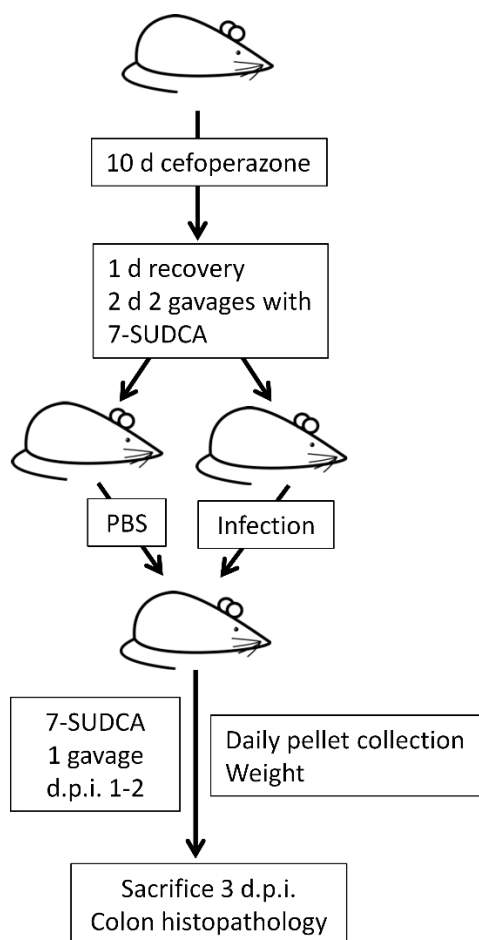 10 d cefoperazone
1 d recovery
2 d 2 gavages with
7-SUDCA
PBS
Infection
7-SUDCA
1 gavage
d.p.i. 1-2
Daily pellet collection
Weight
Sacrifice 3 d.p.i.
Colon histopathology